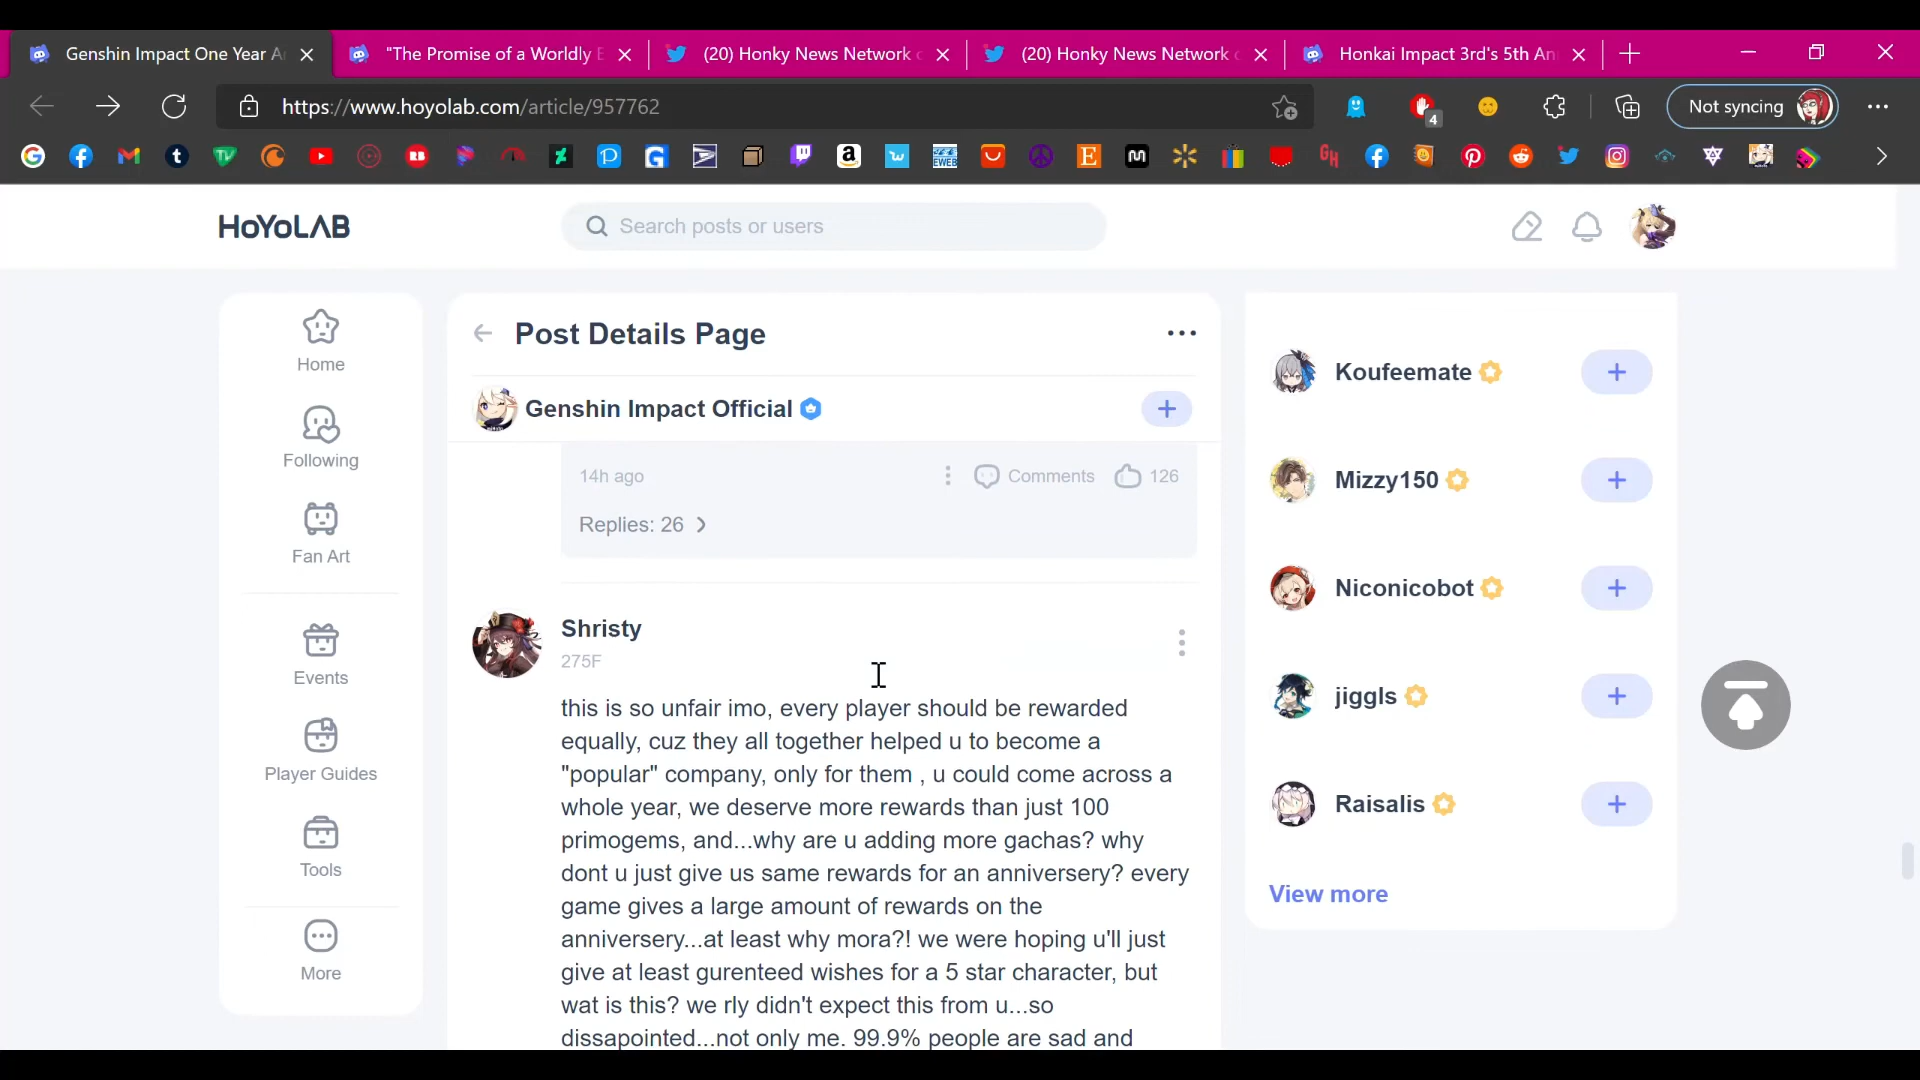 Genshin Impact One Year A
"The Promise of a Worldly
(20) Honky News Network
(20) Honky News Network
Honkai Impact 3rd's 5th An
https://www.hoyolab.com/article/957762
4
Not syncing
HoYoLAB
Search posts or users
Home
Following
Fan Art
Events
Player Guides
Tools
More
Post Details Page
Genshin Impact Official
14h ago
Comments
126
Replies: 26
Shristy
275F
this is so unfair imo, every player should be rewarded
equally, cuz they all together helped u to become a
"popular" company, only for them , u could come across a
whole year, we deserve more rewards than just 100
primogems, and...why are u adding more gachas? why
dont u just give us same rewards for an anniversery? every
game gives a large amount of rewards on the
anniversery...at least why mora?! we were hoping u'll just
give at least gurenteed wishes for a 5 star character, but
wat is this? we rly didn't expect this from u...so
dissapointed...not only me. 99.9% people are sad and
Koufeemate
Mizzy150
Niconicobot
jiggls
Raisalis
View more